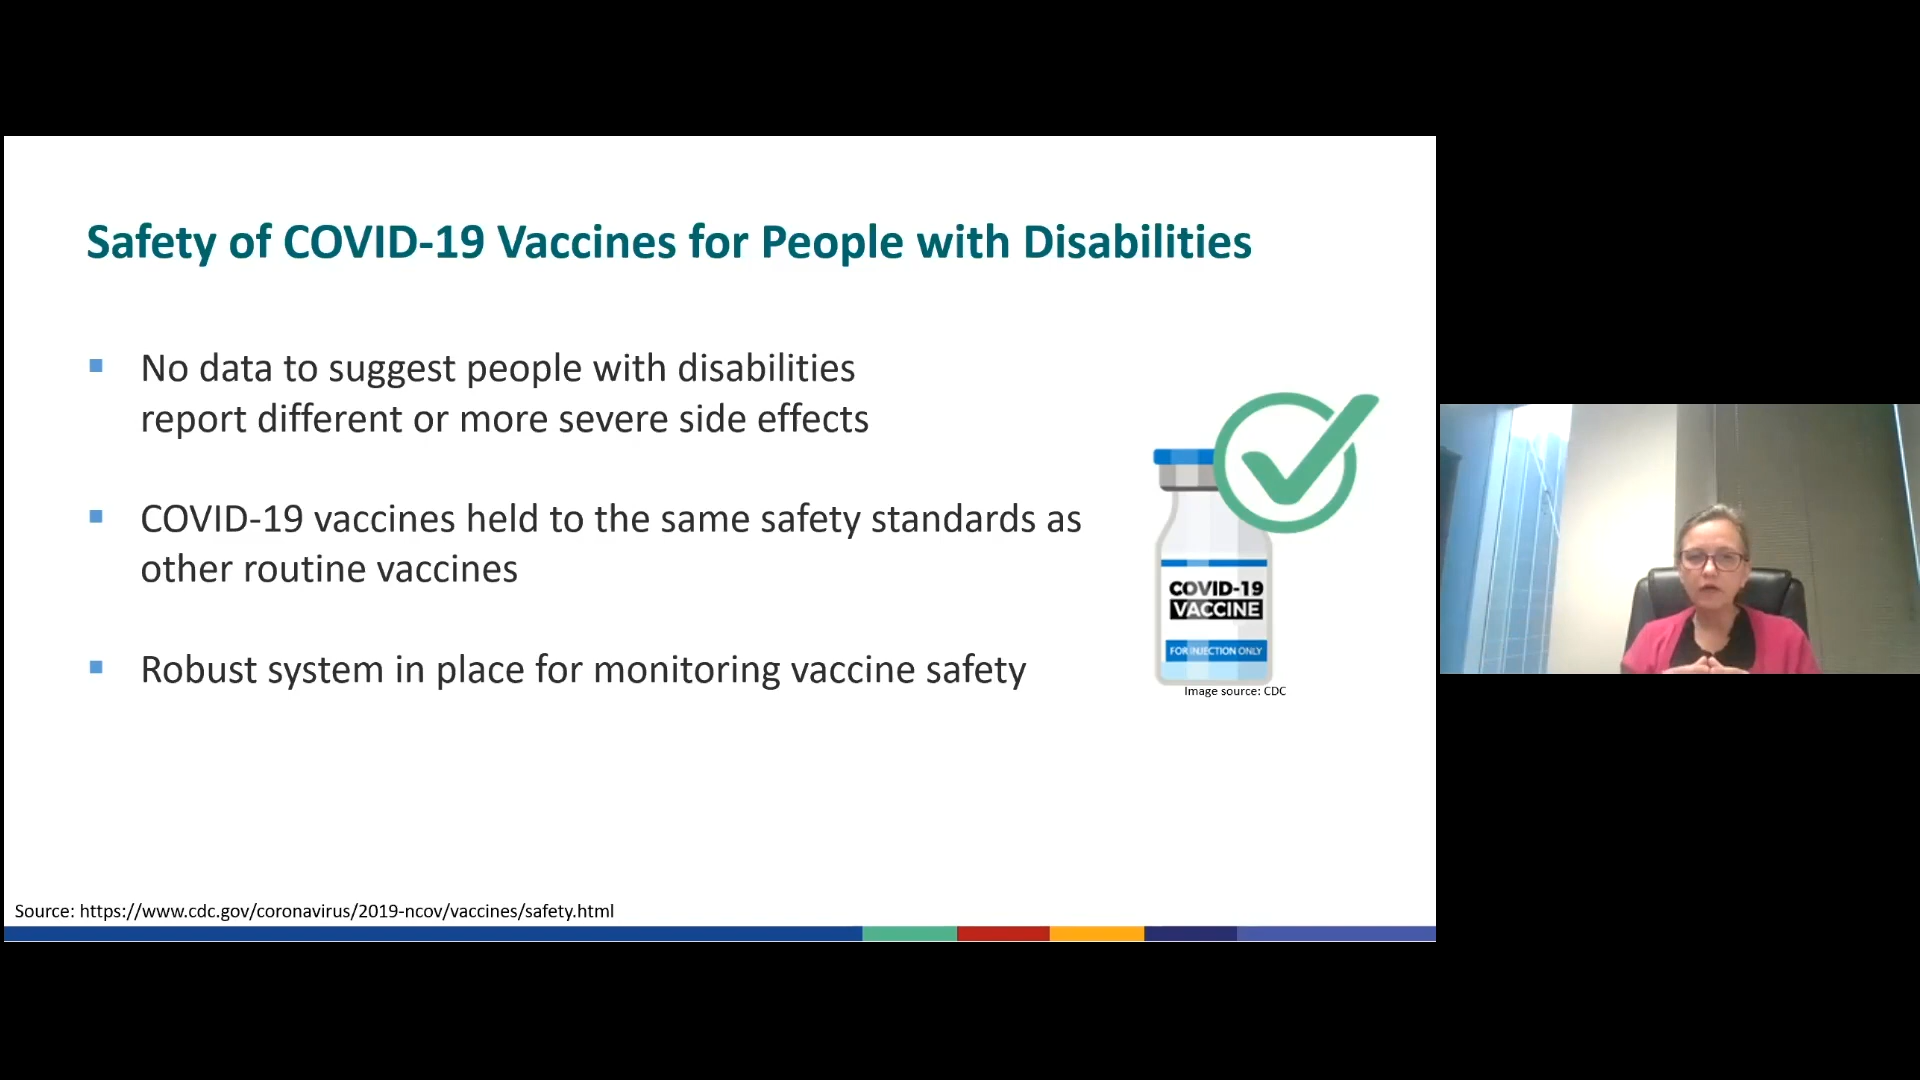 Safety of COVID-19 Vaccines for People with Disabilities
No data to suggest people with disabilities
report different or more severe side effects
COVID-19 vaccines held to the same safety standards as
other routine vaccines
Robust system in place for monitoring vaccine safety
COVID-19
VACCINE
FOR INJECTION ONLY
Image source: CDC
Source: https://www.cdc.gov/coronavirus/2019-ncov/vaccines/safety.html